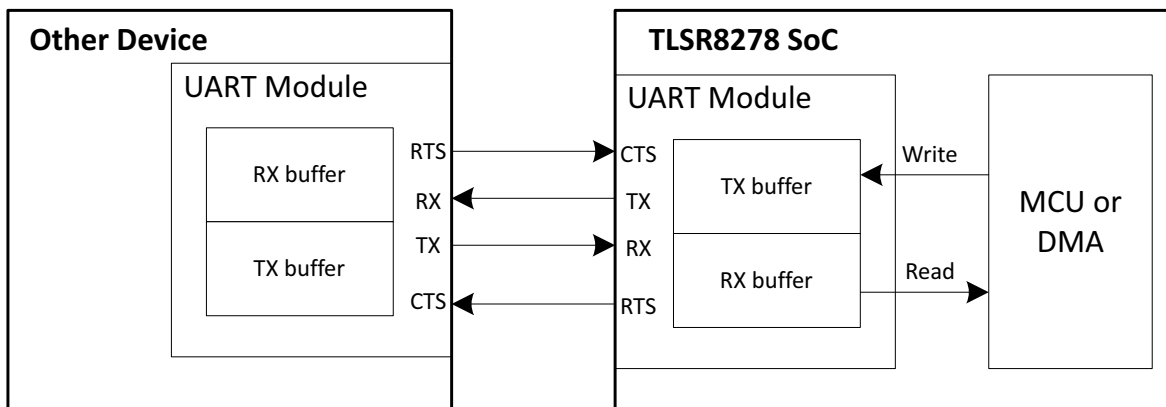 Other Device
UART Module
RX buffer
TX buffer
RTS
RX
TX
CTS
TLSR8278 SoC
UART Module
CTS
TX
RX
RTS
TX buffer
RX buffer
Write
Read
MCU or
DMA